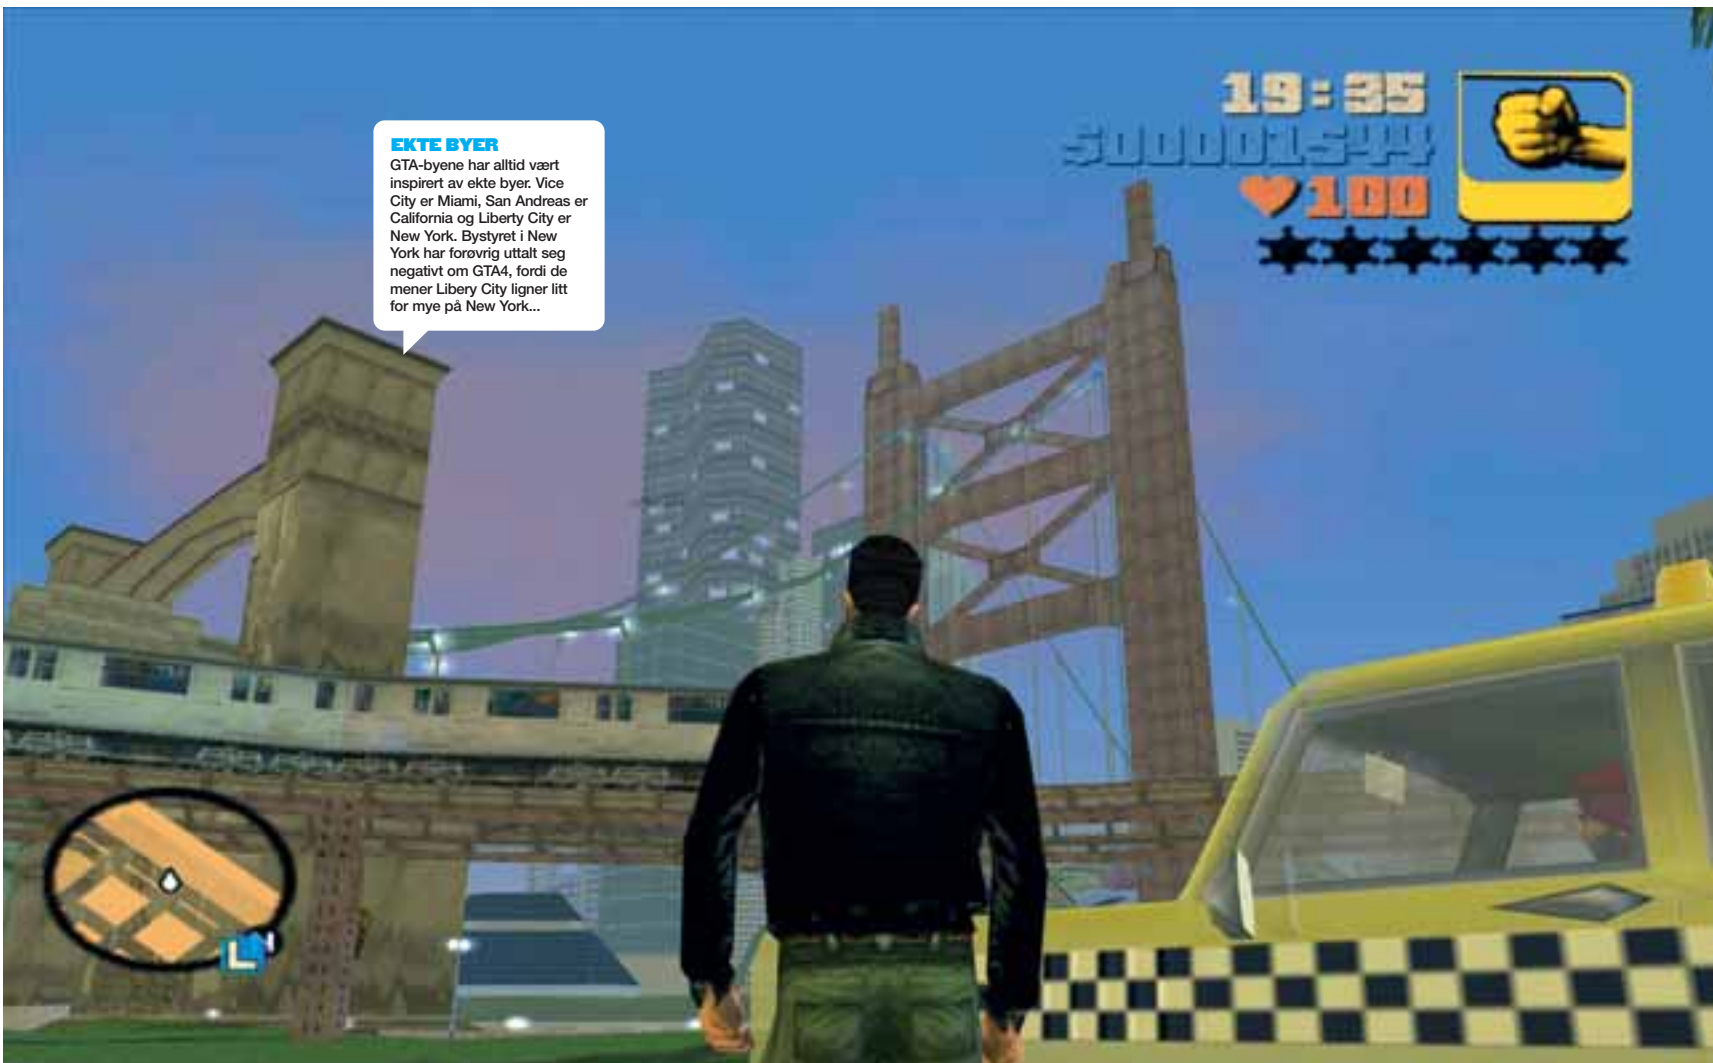 EKTE BYER
GTA-byene har alltid vært
inspirert av ekte byer. Vice
City er Miami, San Andreas er
California og Liberty City er
New York. Bystyret i New
York har forøvrig uttalt seg
negativt om GTA4, fordi de
mener Libery City ligner litt
for mye på New York...
19:35
$00001544
100
L
N